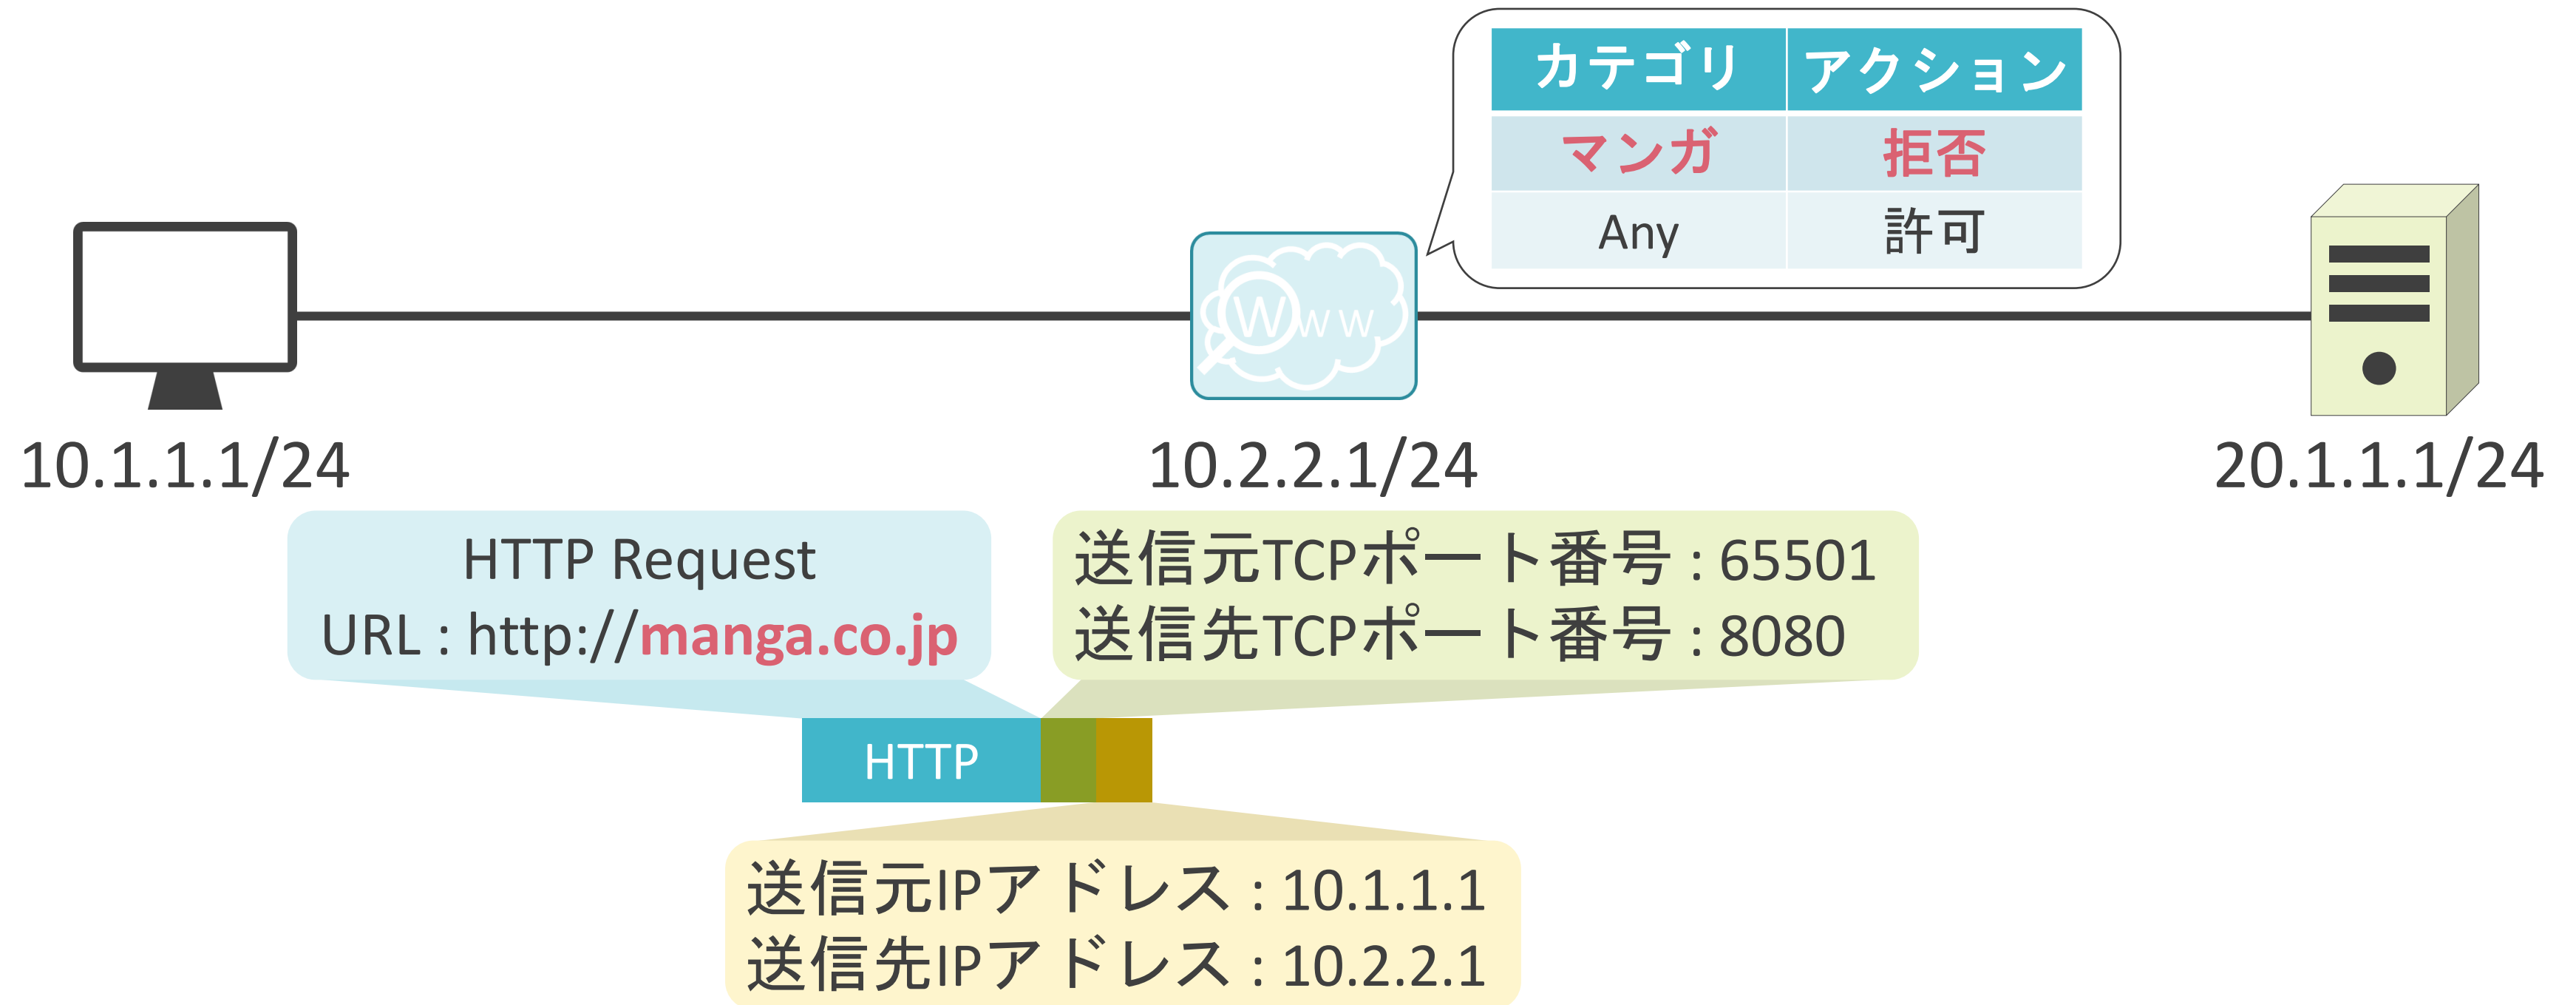 カテゴリ アクション
マンガ 拒否
Any 許可
W W W
10.1.1.1/24
10.2.2.1/24
20.1.1.1/24
HTTP Request
URL : http://manga.co.jp
送信元TCPポート番号 : 65501
送信先TCPポート番号 : 8080
HTTP
送信元IPアドレス : 10.1.1.1
送信先IPアドレス : 10.2.2.1